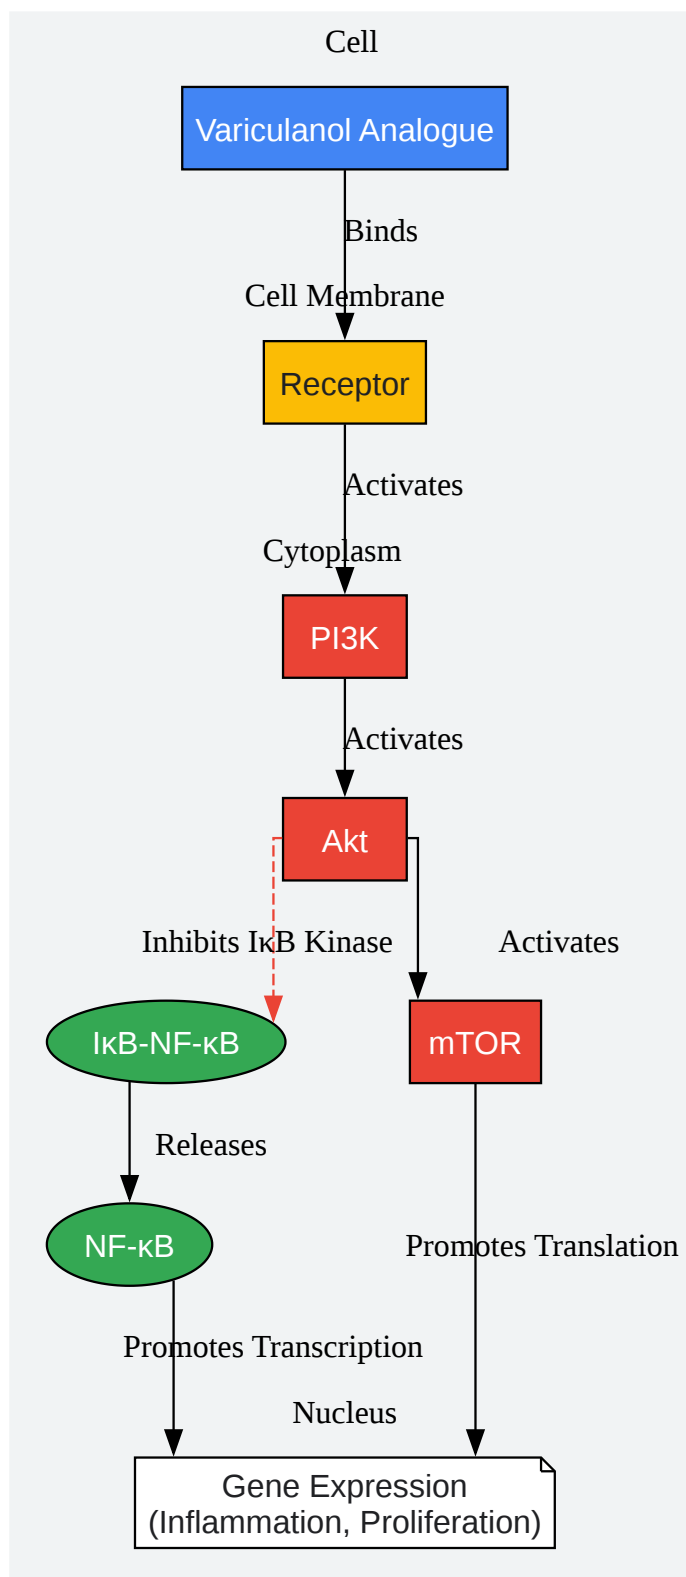 Cell
Variculanol Analogue
Binds
Cell Membrane
Receptor
Activates
Cytoplasm
PI3K
Activates
Akt
Inhibits IκB Kinase
Activates
IκB-NF-κB
mTOR
Releases
NF-κB
Promotes Translation
Promotes Transcription
Nucleus
Gene Expression
(Inflammation, Proliferation)